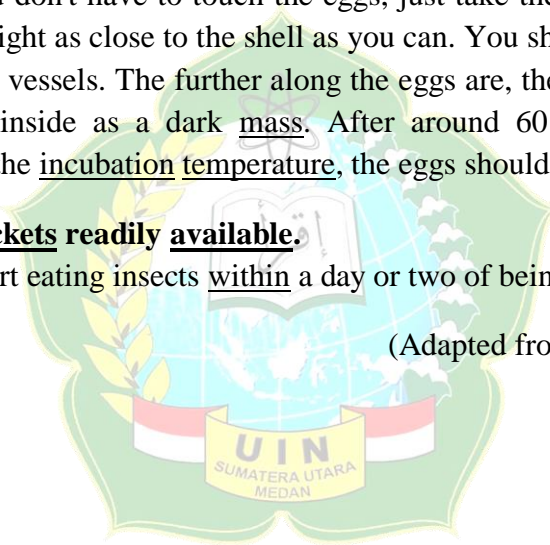 don't have to touch the eggs, just take the
ight as close to the shell as you can. You sh
vessels. The further along the eggs are, the
inside as a dark mass. After around 60
the incubation temperature, the eggs should
ckets readily available.
rt eating insects within a day or two of bein
(Adapted fro
UIN
SUMATERA UTARA
MEDAN